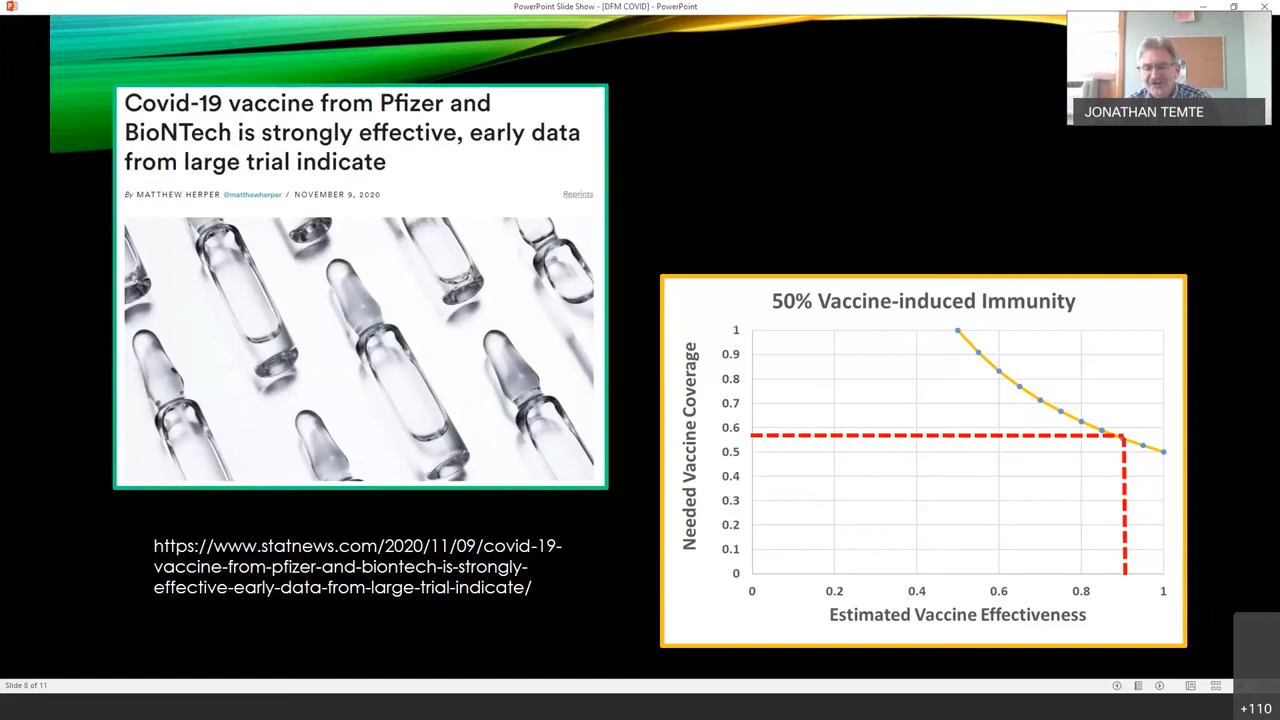 PowerPoint Slide Show - [DFM COVID] - PowerPoint
JONATHAN TEMTE
Covid-19 vaccine from Pfizer and
BioNTech is strongly effective, early data
from large trial indicate
By MATTHEW HERPER @matthewherper / NOVEMBER 9, 2020
Reprints
https://www.statnews.com/2020/11/09/covid-19-
vaccine-from-pfizer-and-biontech-is-strongly-
effective-early-data-from-large-trial-indicate/
50% Vaccine-induced Immunity
Needed Vaccine Coverage
1
0.9
0.8
0.7
0.6
0.5
0.4
0.3
0.2
0.1
0
0 0.2 0.4 0.6 0.8 1
Estimated Vaccine Effectiveness
Slide 8 of 11
+110